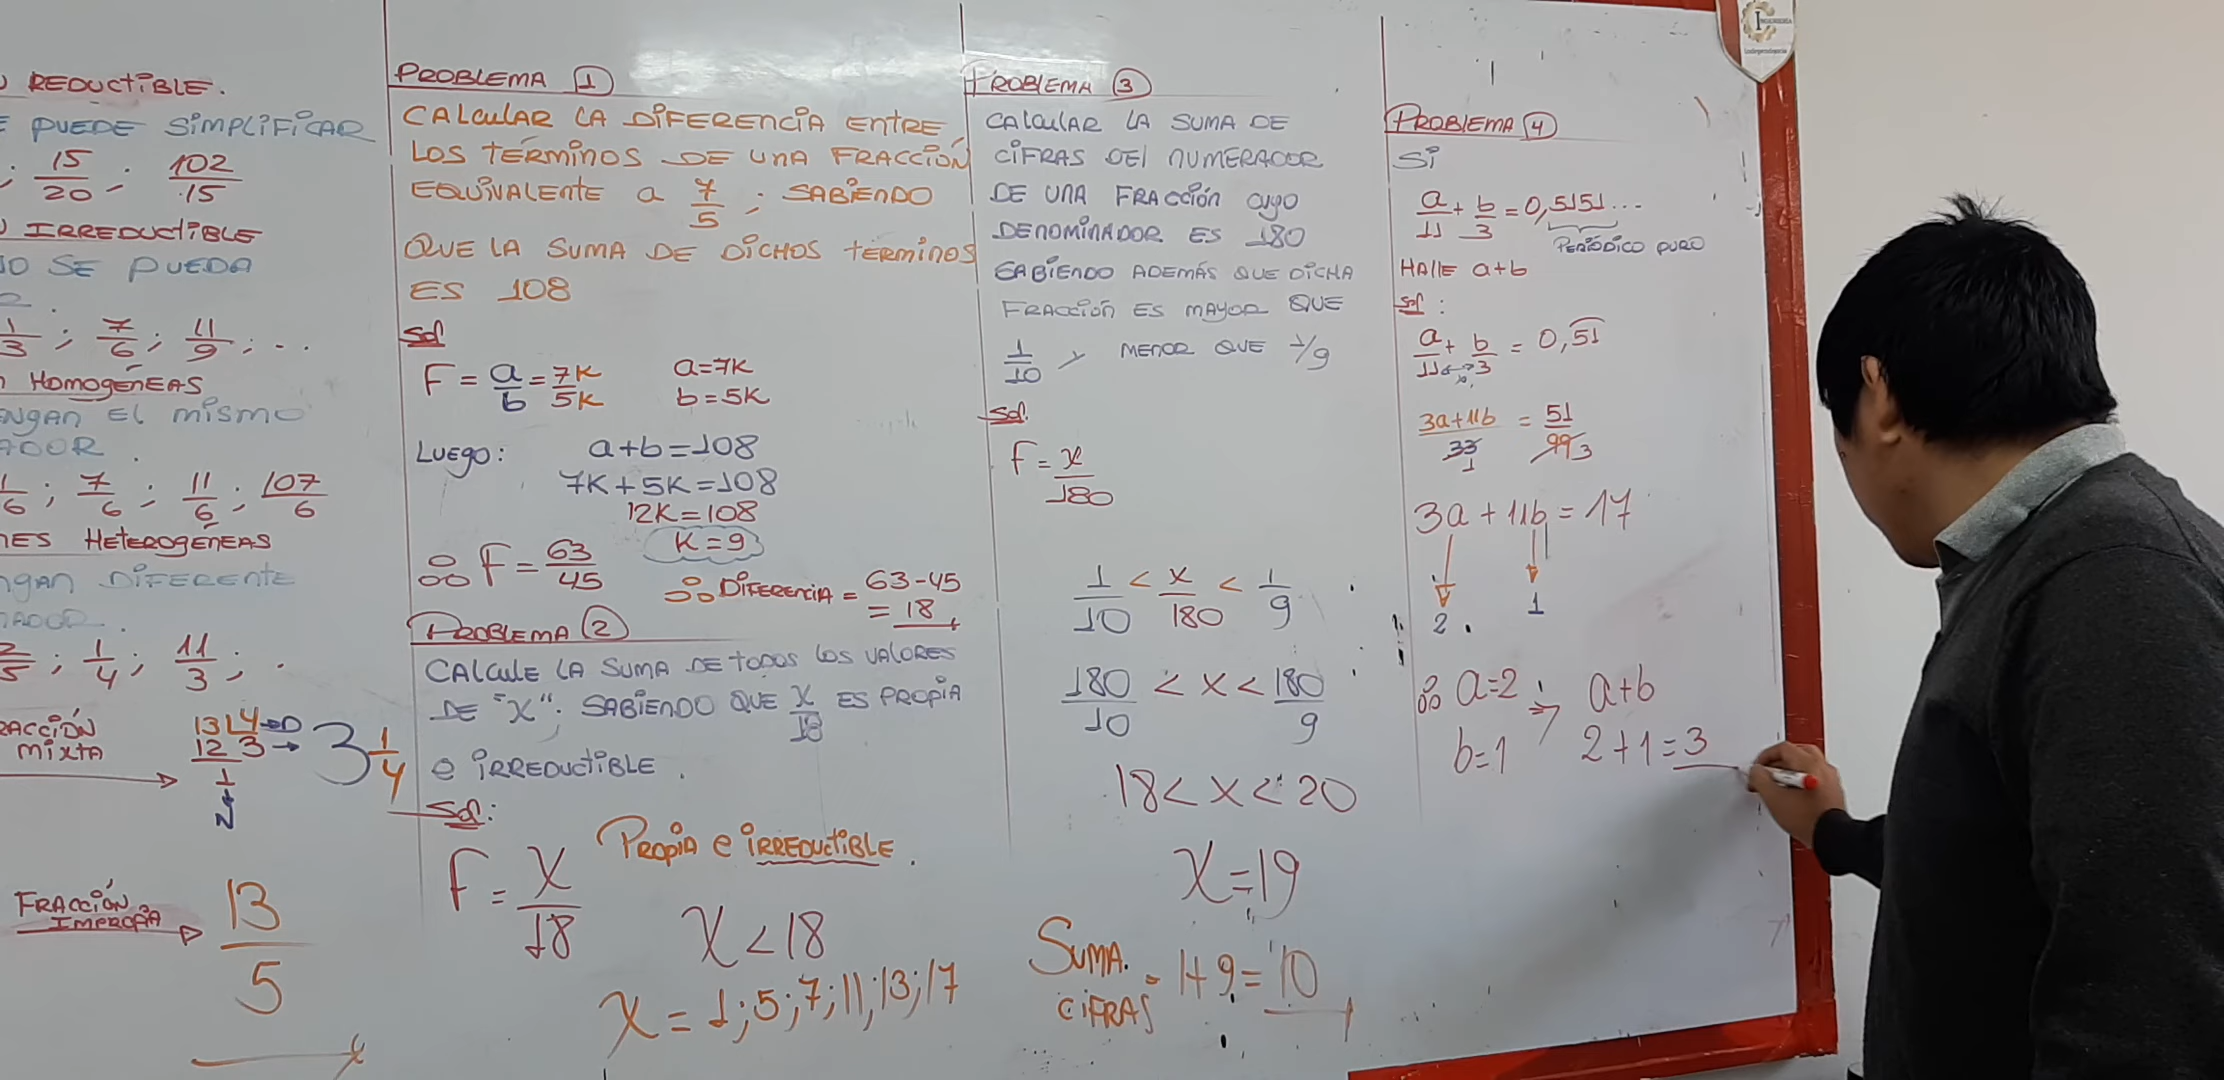 REDUCTIBLE.
PUEDE SIMPLIFICAR
; 15/20 ; 102/15
IRREDUCTIBLE
SE PUEDA
1/3 ; 7/6 ; 11/9 ; ...
HOMOGÉNEAS
EL MISMO
1/6 ; 7/6 ; 11/6 ; 107/6
HETEROGÉNEAS
DIFERENTE
2/5 ; 1/4 ; 11/3 ; .
MIXTA
13 4
12 3 → 3 1/4
1
N
FRACCIÓN
IMPROPIA → 13/5
PROBLEMA 1
CALCULAR LA DIFERENCIA ENTRE
LOS TÉRMINOS DE UNA FRACCIÓN
EQUIVALENTE a 7/5 ; SABIENDO
QUE LA SUMA DE DICHOS TERMINOS
ES 108
Sol
F = a/b = 7K/5K a=7K
b=5K
LUEGO: a+b=108
7K+5K=108
12K=108
K=9
∴ F = 63/45
∴ DIFERENCIA = 63-45
= 18
PROBLEMA 2
CALCULE LA SUMA DE TODOS LOS VALORES
DE "X". SABIENDO QUE X/18 ES PROPIA
e IRREDUCTIBLE.
Sol:
F = X/18 PROPIA e IRREDUCTIBLE.
X < 18
X = 1;5;7;11;13;17
PROBLEMA 3
CALCULAR LA SUMA DE
CIFRAS DEL NUMERADOR
DE UNA FRACCIÓN CUYO
DENOMINADOR ES 180
SABIENDO ADEMÁS QUE DICHA
FRACCIÓN ES MAYOR QUE
1/10 y MENOR QUE 1/9
Sol.
F = x/180
1/10 < x/180 < 1/9
180/10 < x < 180/9
18 < x < 20
X=19
SUMA.
CIFRAS = 1+9=10
PROBLEMA 4
Si
a/11 + b/3 = 0,5151...
PERIÓDICO PURO
HALLE a+b
Sol:
a/11 + b/3 = 0,51
3a+11b/33 = 51/99
1 3
3a + 11b = 17
2. 1
∴ a=2 ⇒ a+b
b=1 2+1=3